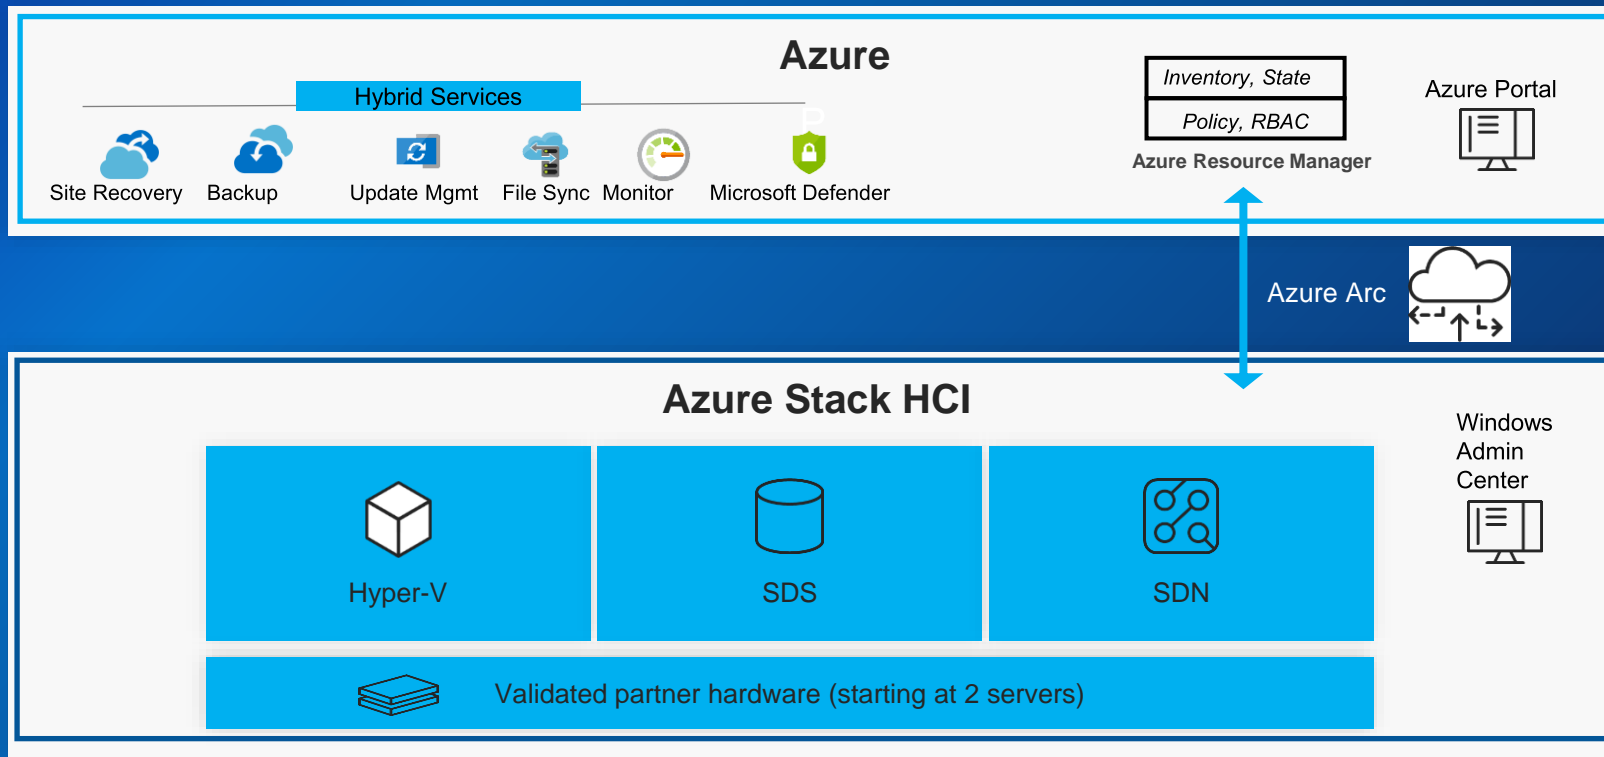 Azure
Hybrid Services
Site Recovery
Backup
Update Mgmt
File Sync
Monitor
Microsoft Defender
P
Inventory, State
Policy, RBAC
Azure Resource Manager
Azure Portal
Azure Arc
Azure Stack HCI
Windows
Admin
Center
Hyper-V
SDS
SDN
Validated partner hardware (starting at 2 servers)